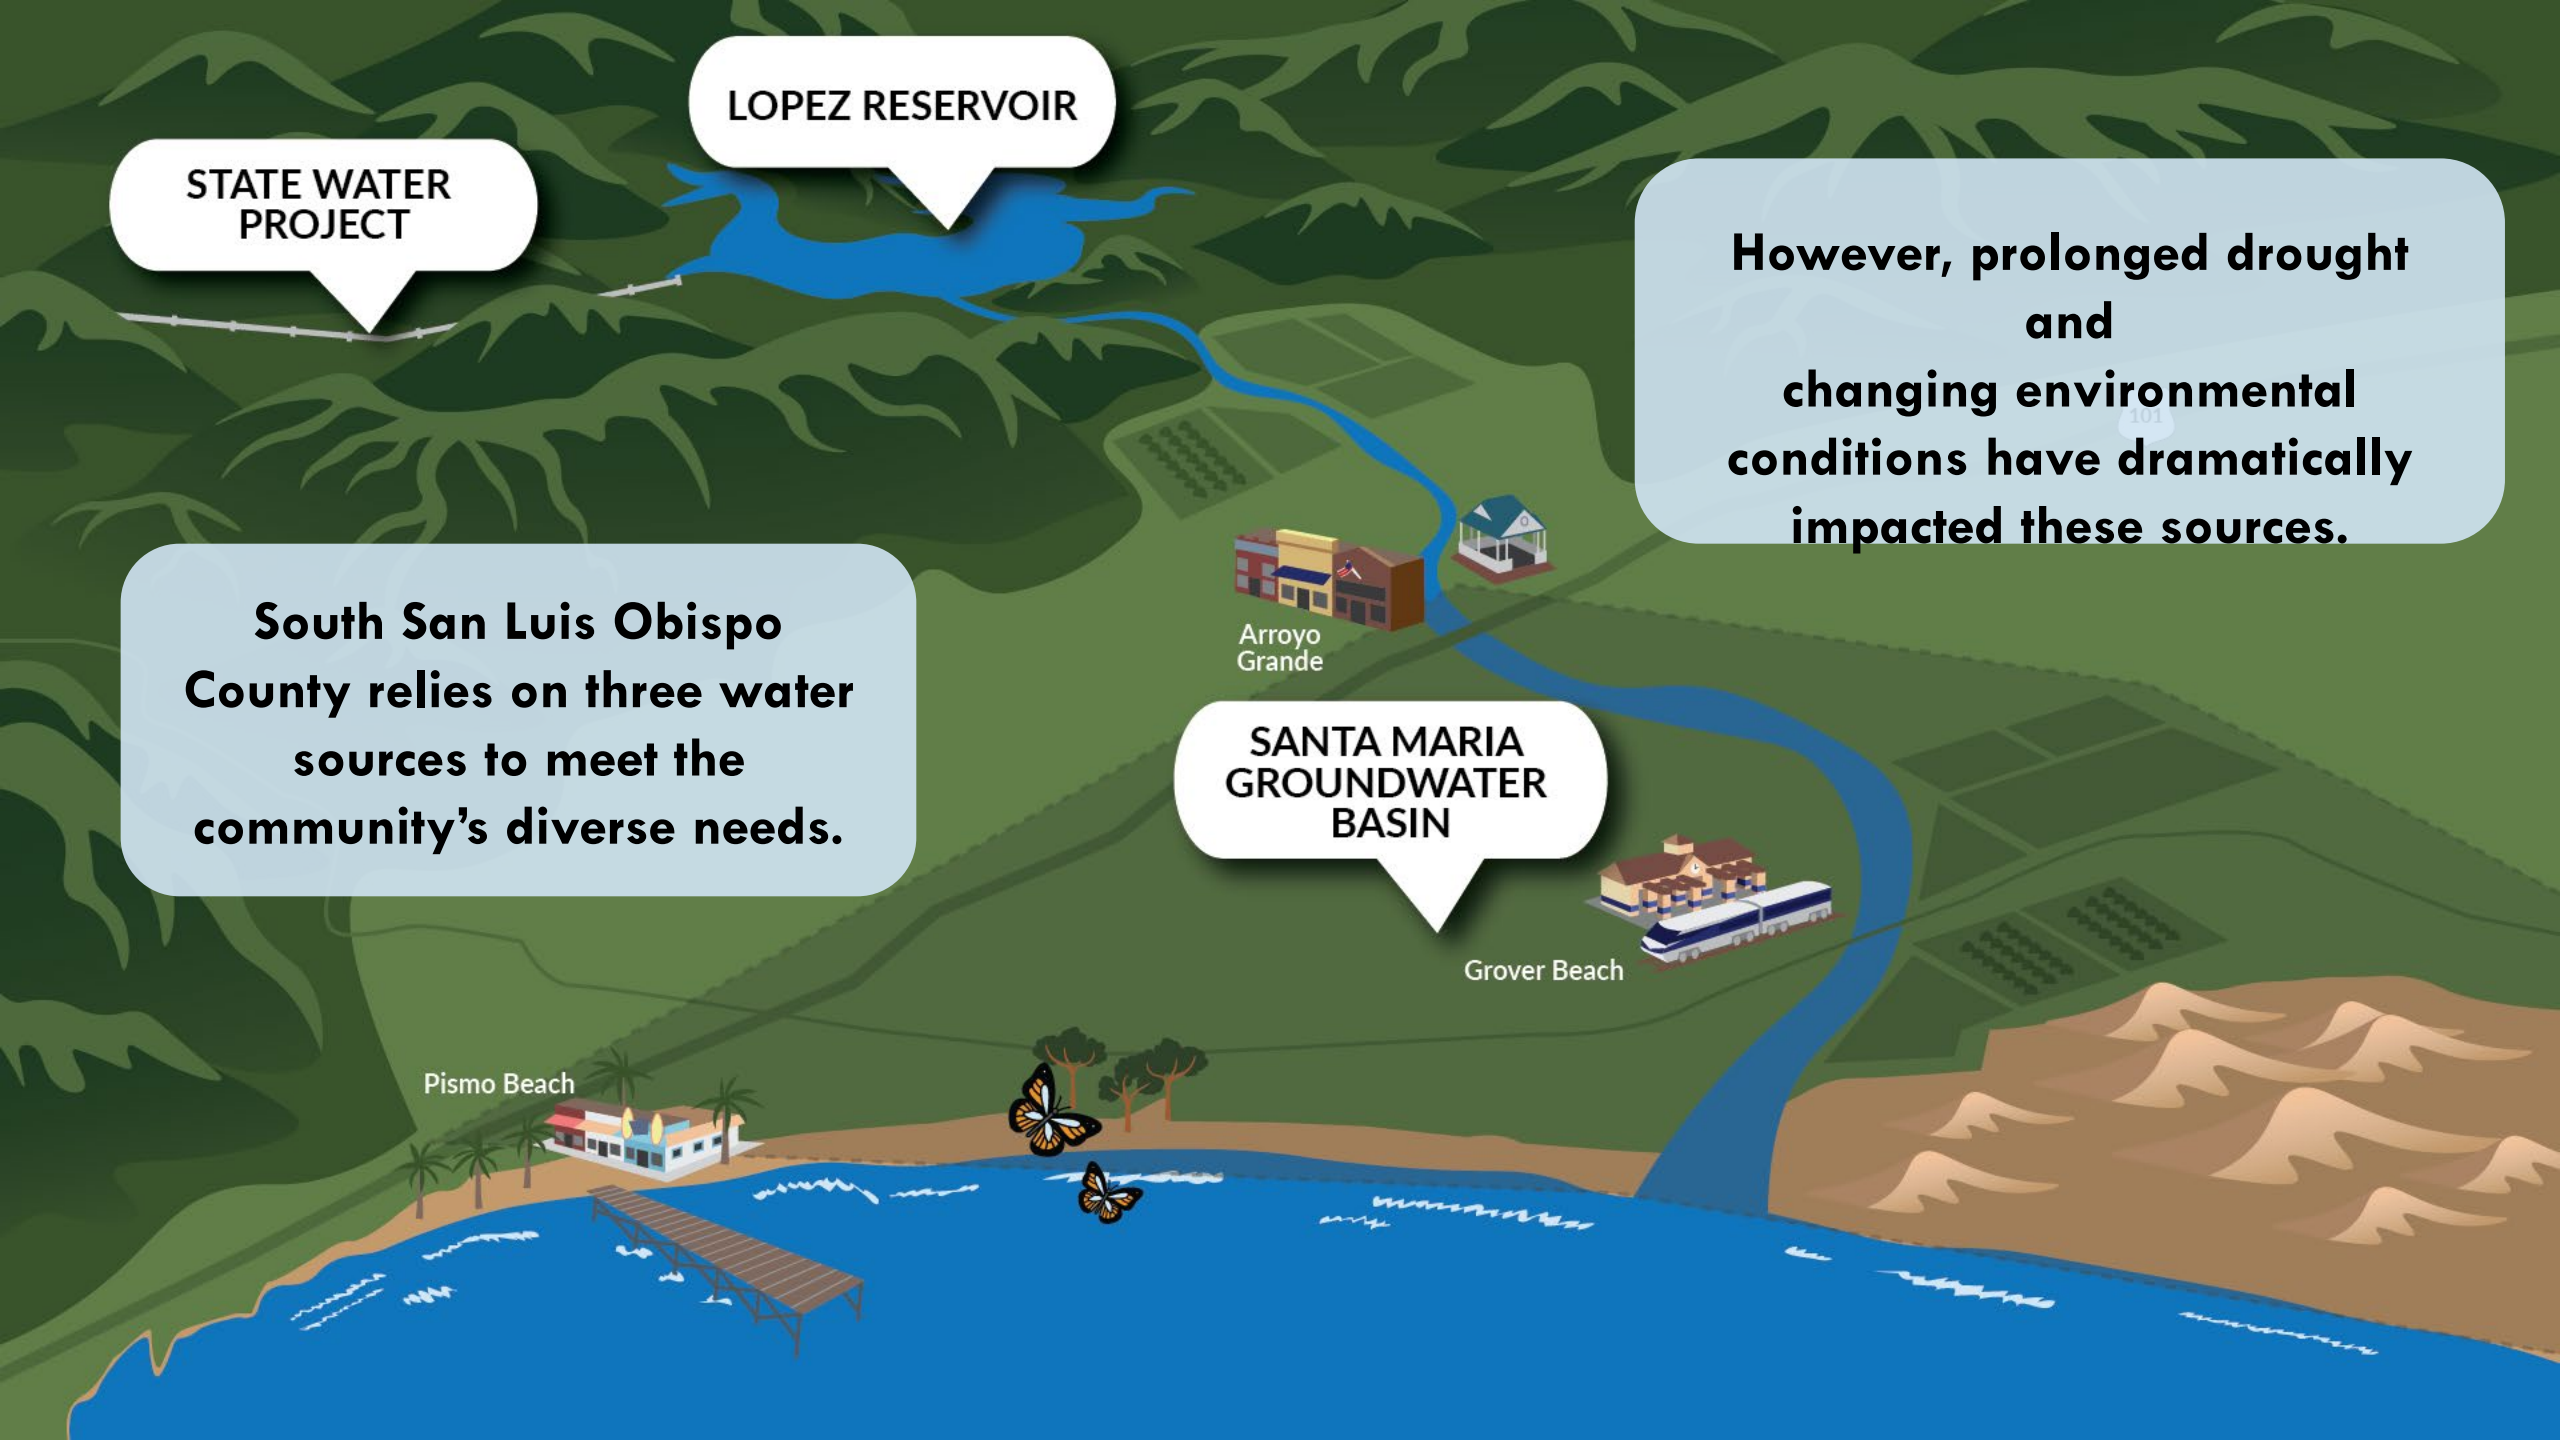 LOPEZ RESERVOIR
STATE WATER
PROJECT
However, prolonged drought
and
changing environmental
conditions have dramatically
impacted these sources.
101
South San Luis Obispo
County relies on three water
sources to meet the
community’s diverse needs.
Arroyo
Grande
SANTA MARIA
GROUNDWATER
BASIN
Grover Beach
Pismo Beach